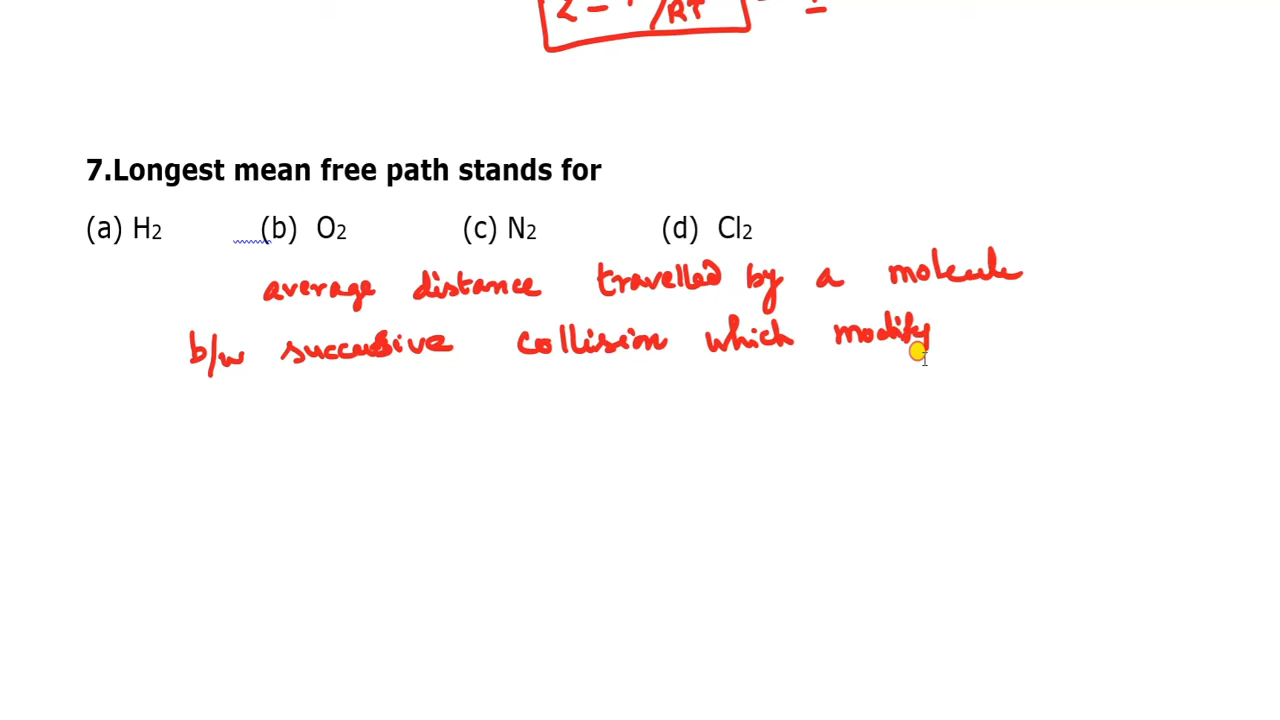 Z = P/RT
7.Longest mean free path stands for
(a) H2 (b) O2 (c) N2 (d) Cl2
average distance travelled by a molecule
b/w successive collision which modify